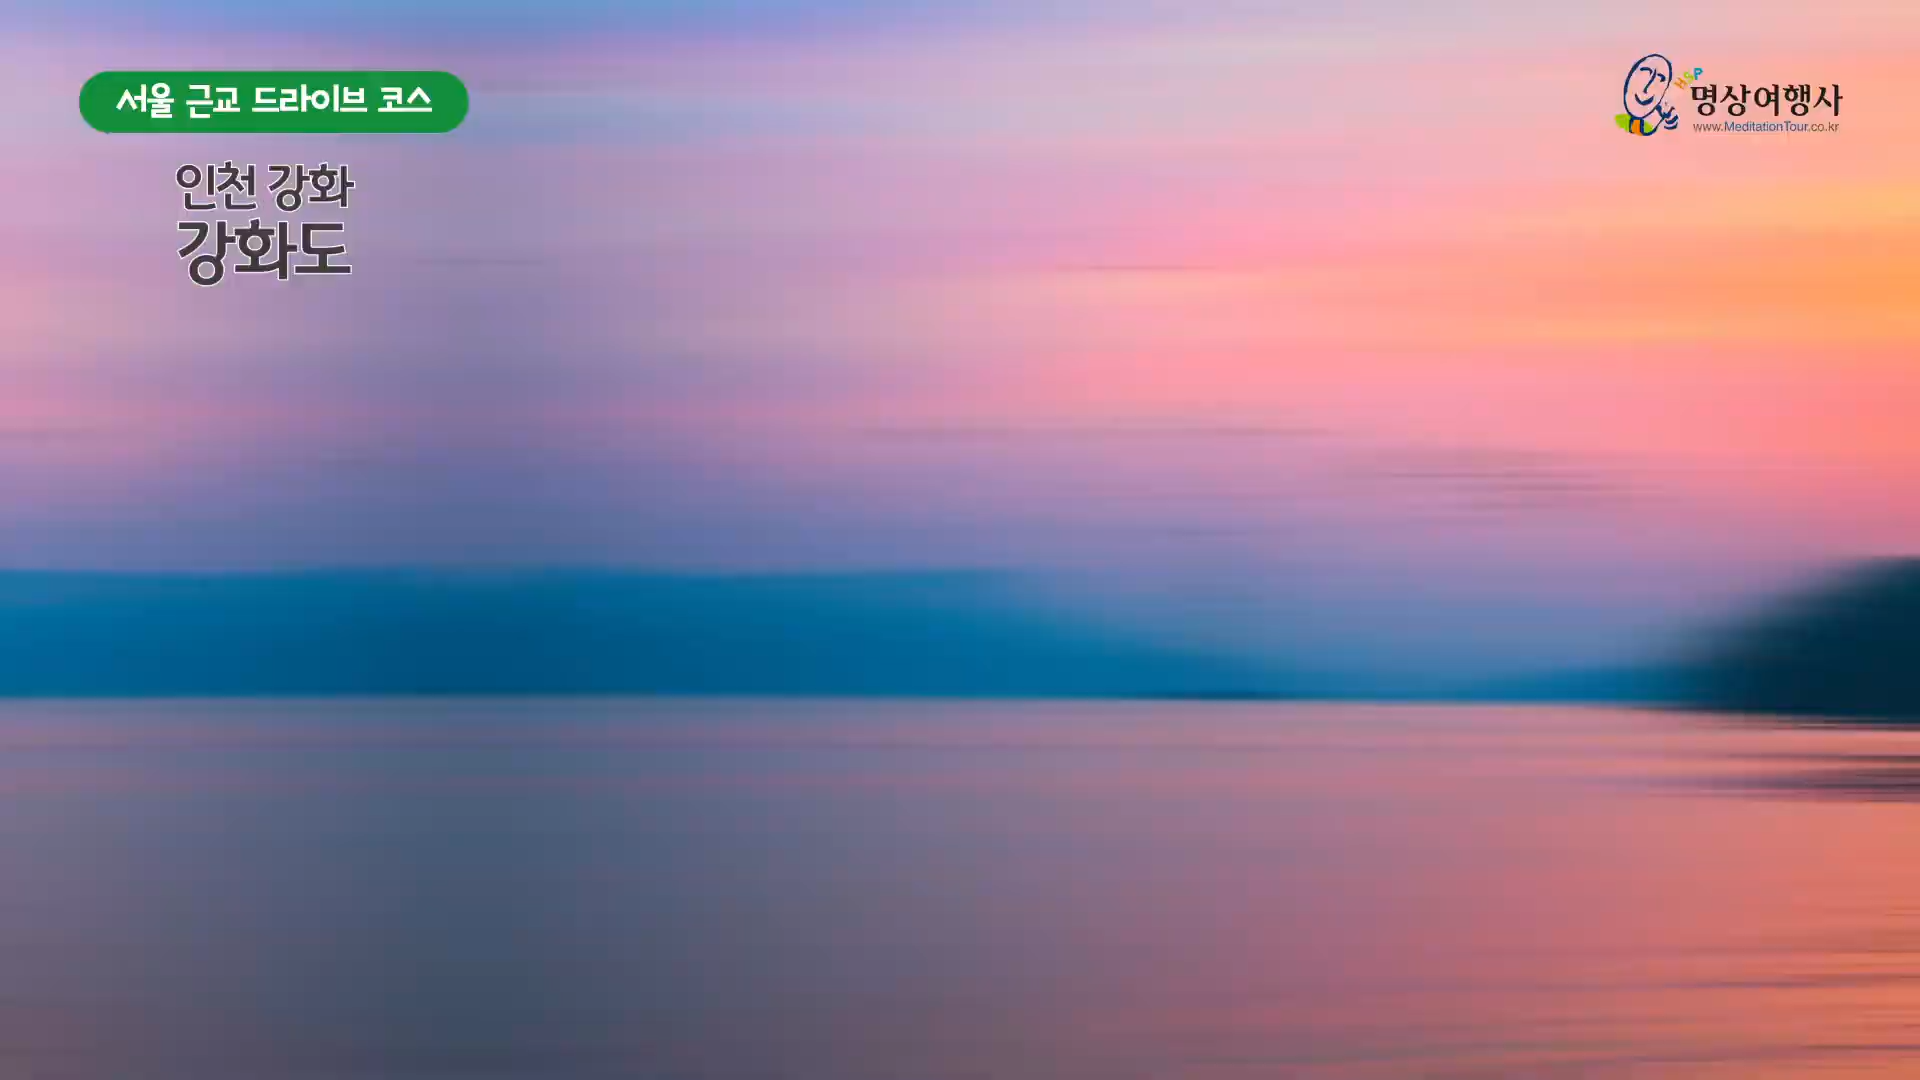 서울 근교 드라이브 코스
인천 강화
강화도
HSP
명상여행사
www.MeditationTour.co.kr